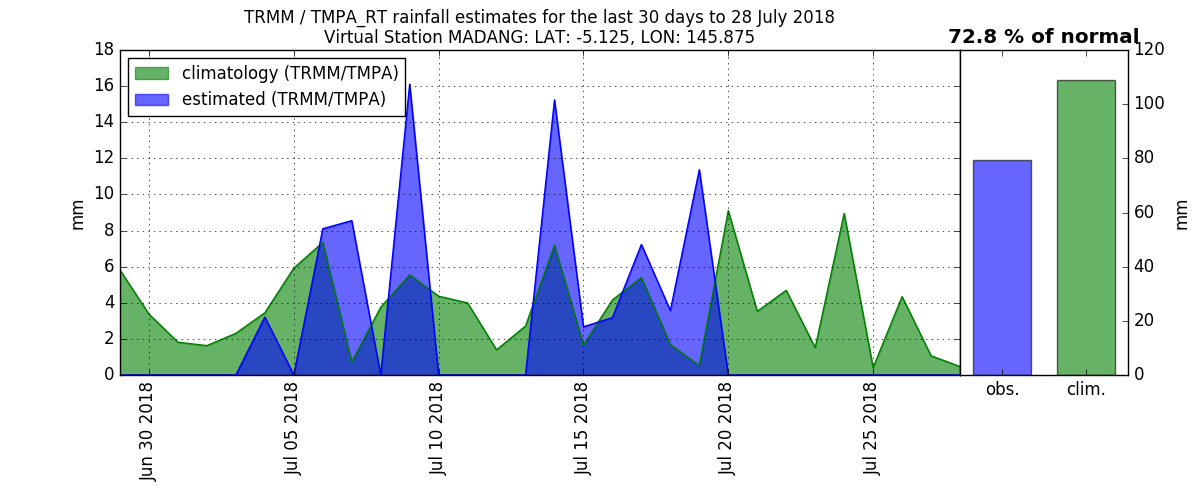 TRMM / TMPA_RT rainfall estimates for the last 30 days to 28 July 2018
Virtual Station MADANG: LAT: -5.125, LON: 145.875
72.8 % of normal
climatology (TRMM/TMPA)
estimated (TRMM/TMPA)
mm
18
16
14
12
10
8
6
4
2
0
Jun 30 2018
Jul 05 2018
Jul 10 2018
Jul 15 2018
Jul 20 2018
Jul 25 2018
obs.
clim.
120
100
80
60
40
20
0
mm